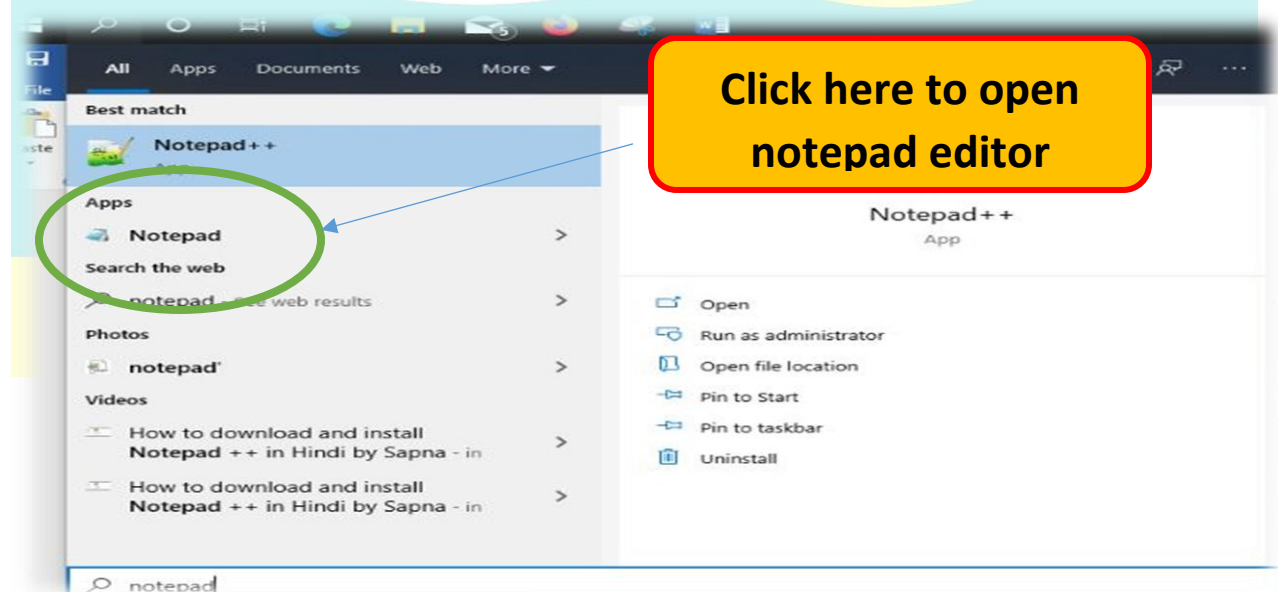 5
File
All Apps Documents Web More
Click here to open
notepad editor
Best match
Notepad++
App
Apps
Notepad
Search the web
notepad - See web results
Photos
notepad'
Videos
How to download and install
Notepad ++ in Hindi by Sapna - in
How to download and install
Notepad ++ in Hindi by Sapna - in
notepad
Notepad++
App
Open
Run as administrator
Open file location
Pin to Start
Pin to taskbar
Uninstall